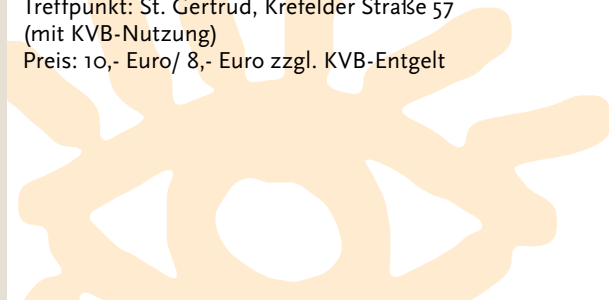 Treffpunkt: St. Gertrud, Krefelder Straße 57
(mit KVB-Nutzung)
Preis: 10,- Euro/ 8,- Euro zzgl. KVB-Entgelt